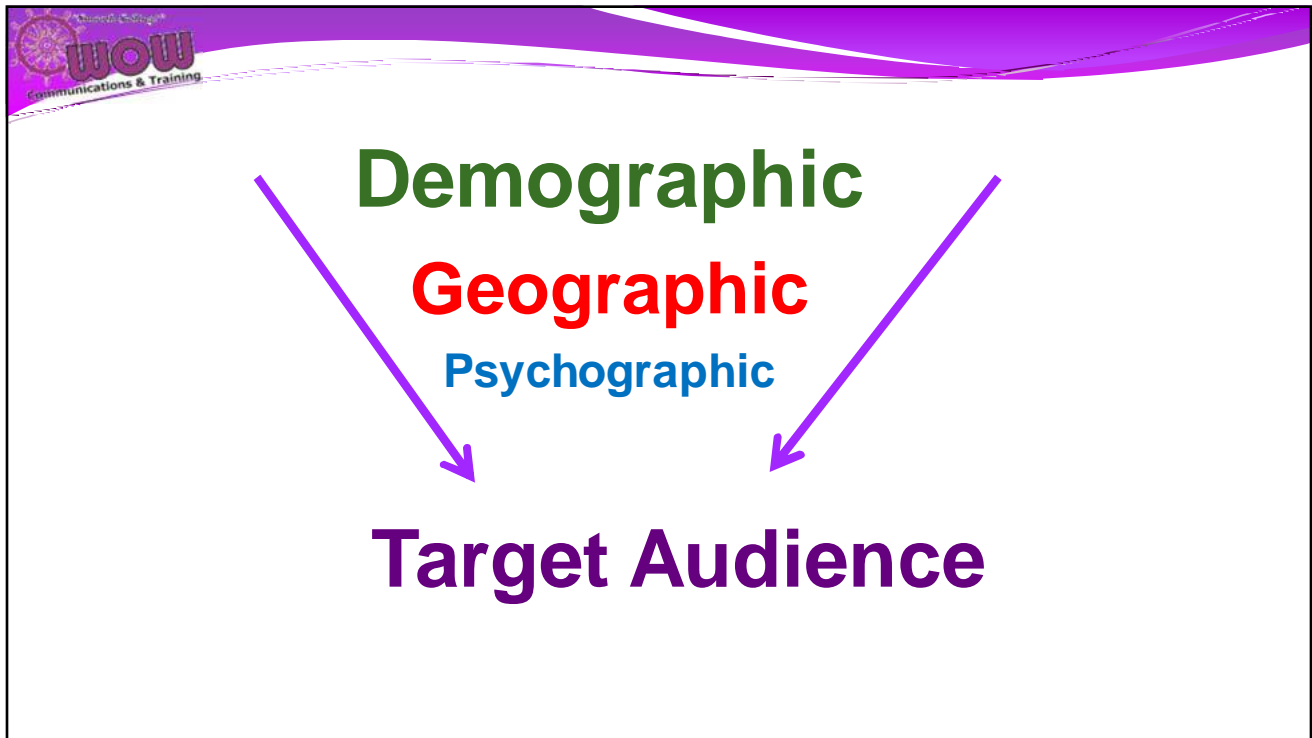 WOW
Communications & Training
Demographic
Geographic
Psychographic
Target Audience